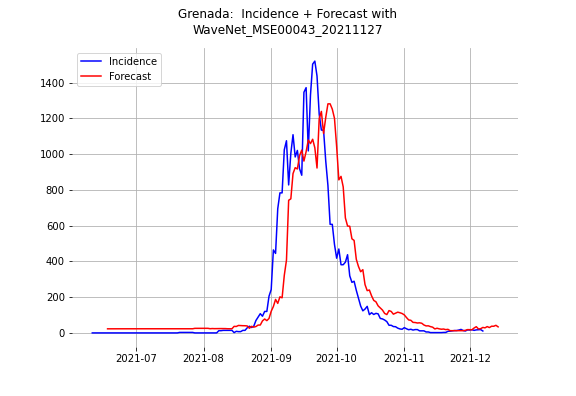 Grenada:  Incidence + Forecast with
WaveNet_MSE00043_20211127
Incidence
Forecast
1400
1200
1000
800
600
400
200
0
2021-07 2021-08 2021-09 2021-10 2021-11 2021-12